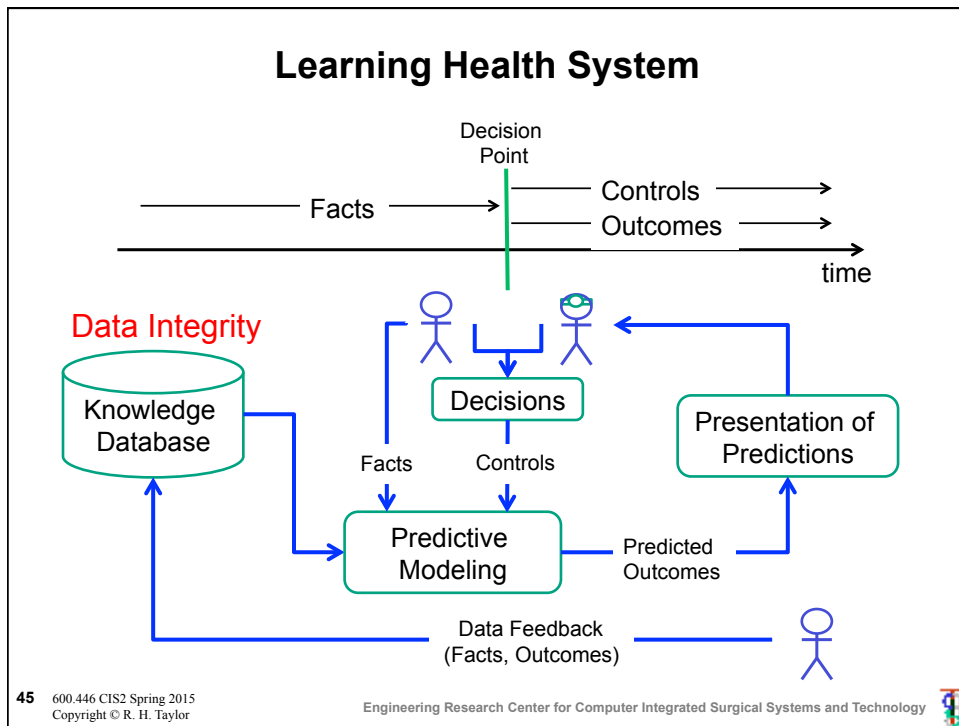 Learning Health System
Decision
Point
Facts
Controls
Outcomes
time
Data Integrity
Knowledge
Database
Decisions
Presentation of
Predictions
Facts
Controls
Predictive
Modeling
Predicted
Outcomes
Data Feedback
(Facts, Outcomes)
45 600.446 CIS2 Spring 2015
Copyright © R. H. Taylor
Engineering Research Center for Computer Integrated Surgical Systems and Technology